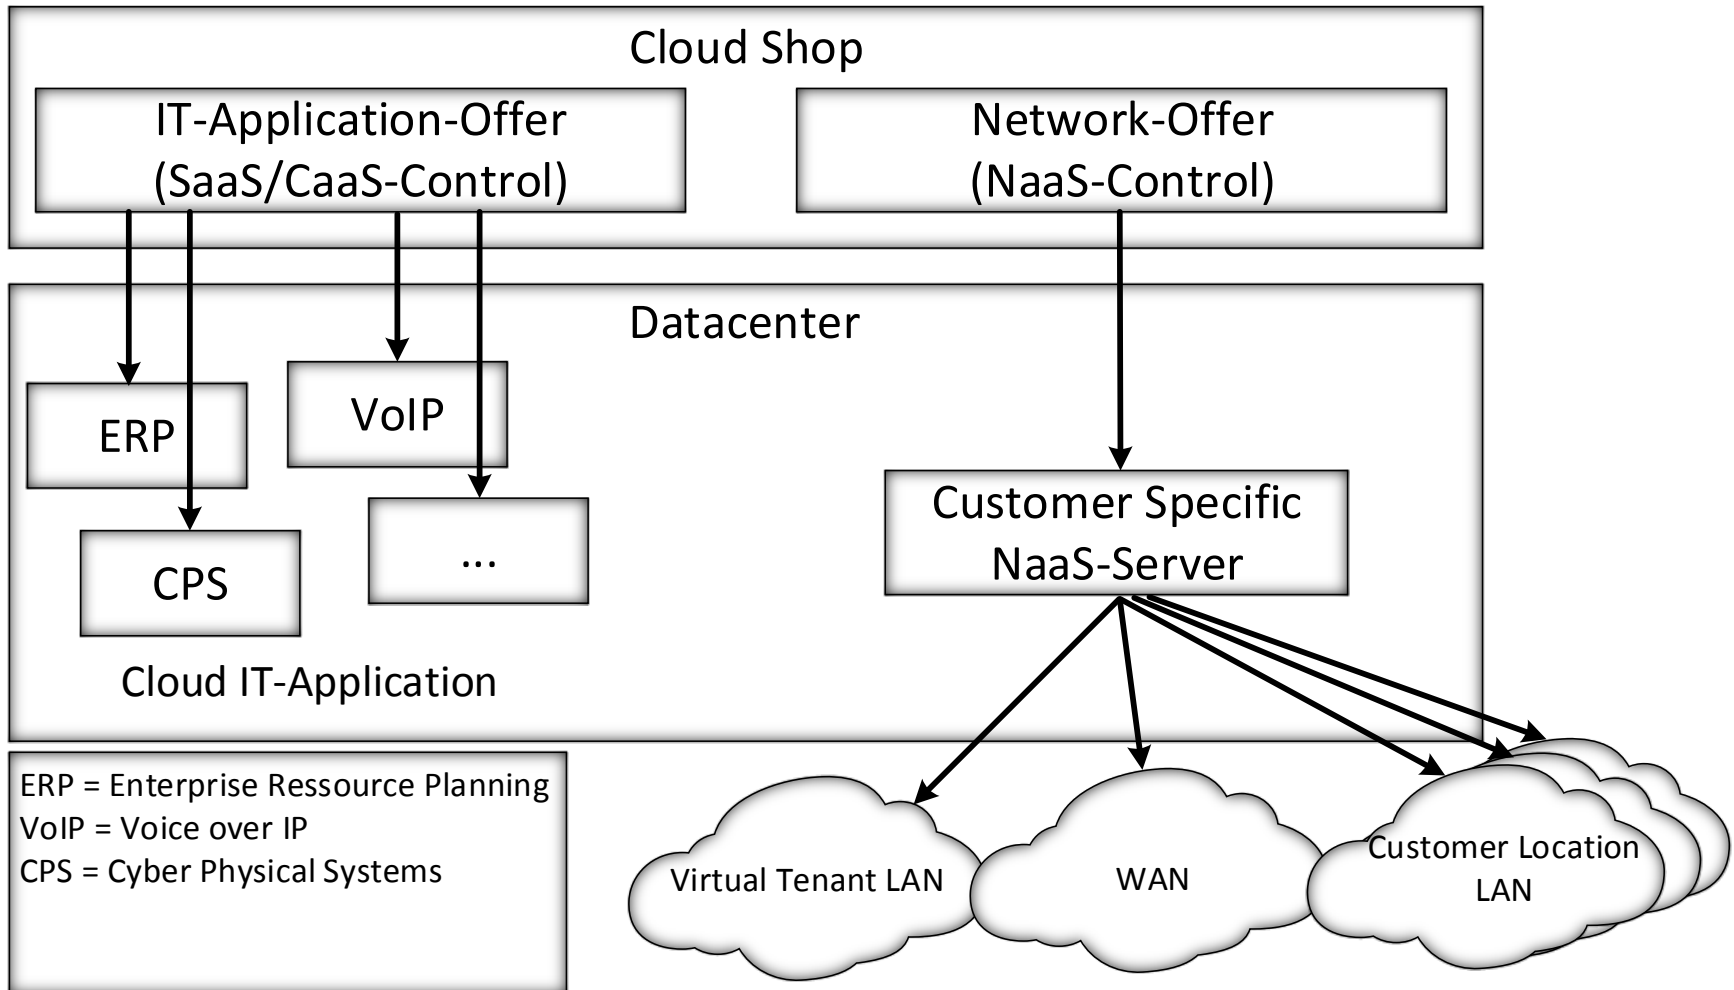 Cloud Shop
IT-Application-Offer
(SaaS/CaaS-Control)
Network-Offer
(NaaS-Control)
Datacenter
ERP
VoIP
CPS
...
Cloud IT-Application
Customer Specific
NaaS-Server
ERP = Enterprise Ressource Planning
VoIP = Voice over IP
CPS = Cyber Physical Systems
Virtual Tenant LAN
WAN
Customer Location
LAN